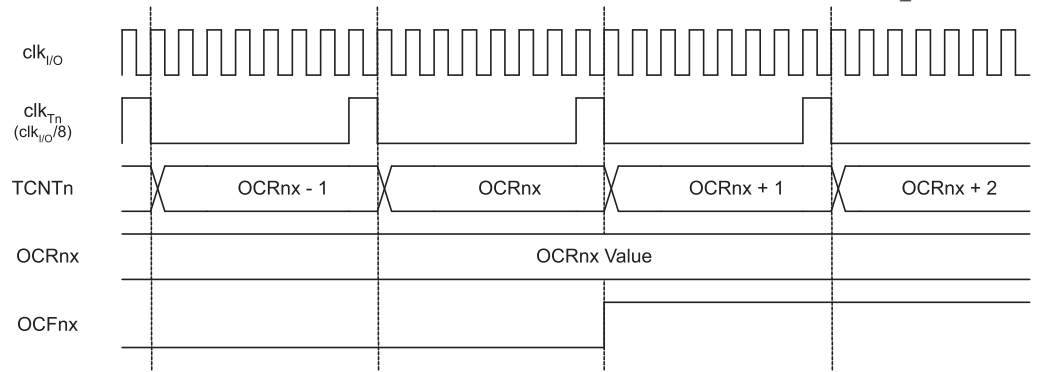 clkI/O
clkTn
(clkI/O/8)
TCNTn
OCRnx - 1
OCRnx
OCRnx + 1
OCRnx + 2
OCRnx
OCRnx Value
OCFnx